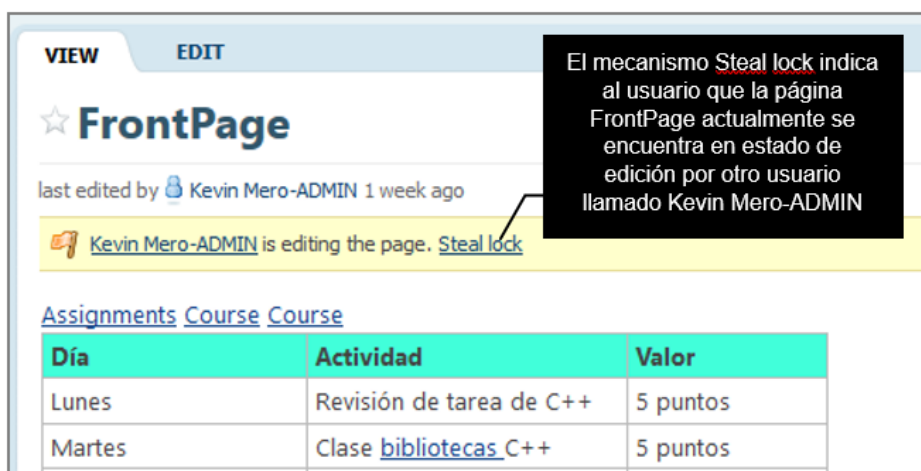 VIEW EDIT
El mecanismo Steal lock indica
al usuario que la página
FrontPage actualmente se
encuentra en estado de
edición por otro usuario
llamado Kevin Mero-ADMIN
FrontPage
last edited by Kevin Mero-ADMIN 1 week ago
Kevin Mero-ADMIN is editing the page. Steal lock
Assignments Course Course
Día Actividad Valor
Lunes Revisión de tarea de C++ 5 puntos
Martes Clase bibliotecas C++ 5 puntos